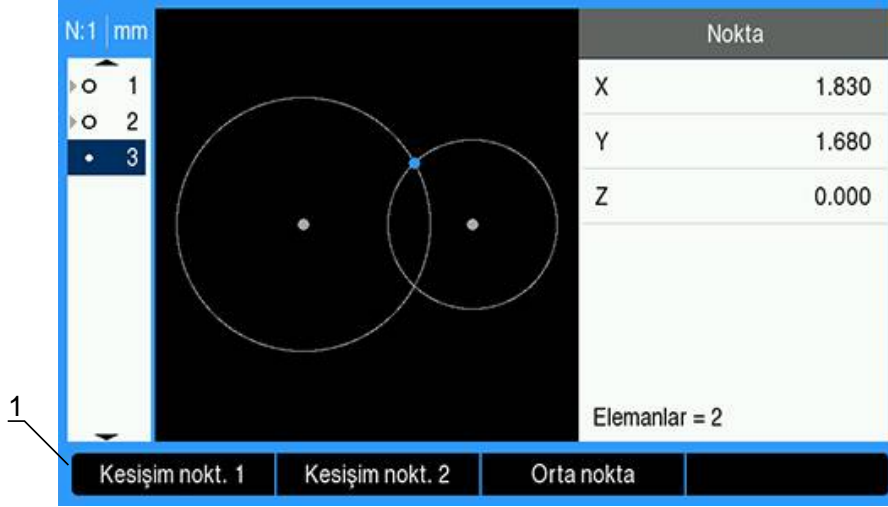 N:1 mm
1
2
3
Nokta
X 1.830
Y 1.680
Z 0.000
Elemanlar = 2
1
Kesişim nokt. 1 Kesişim nokt. 2 Orta nokta